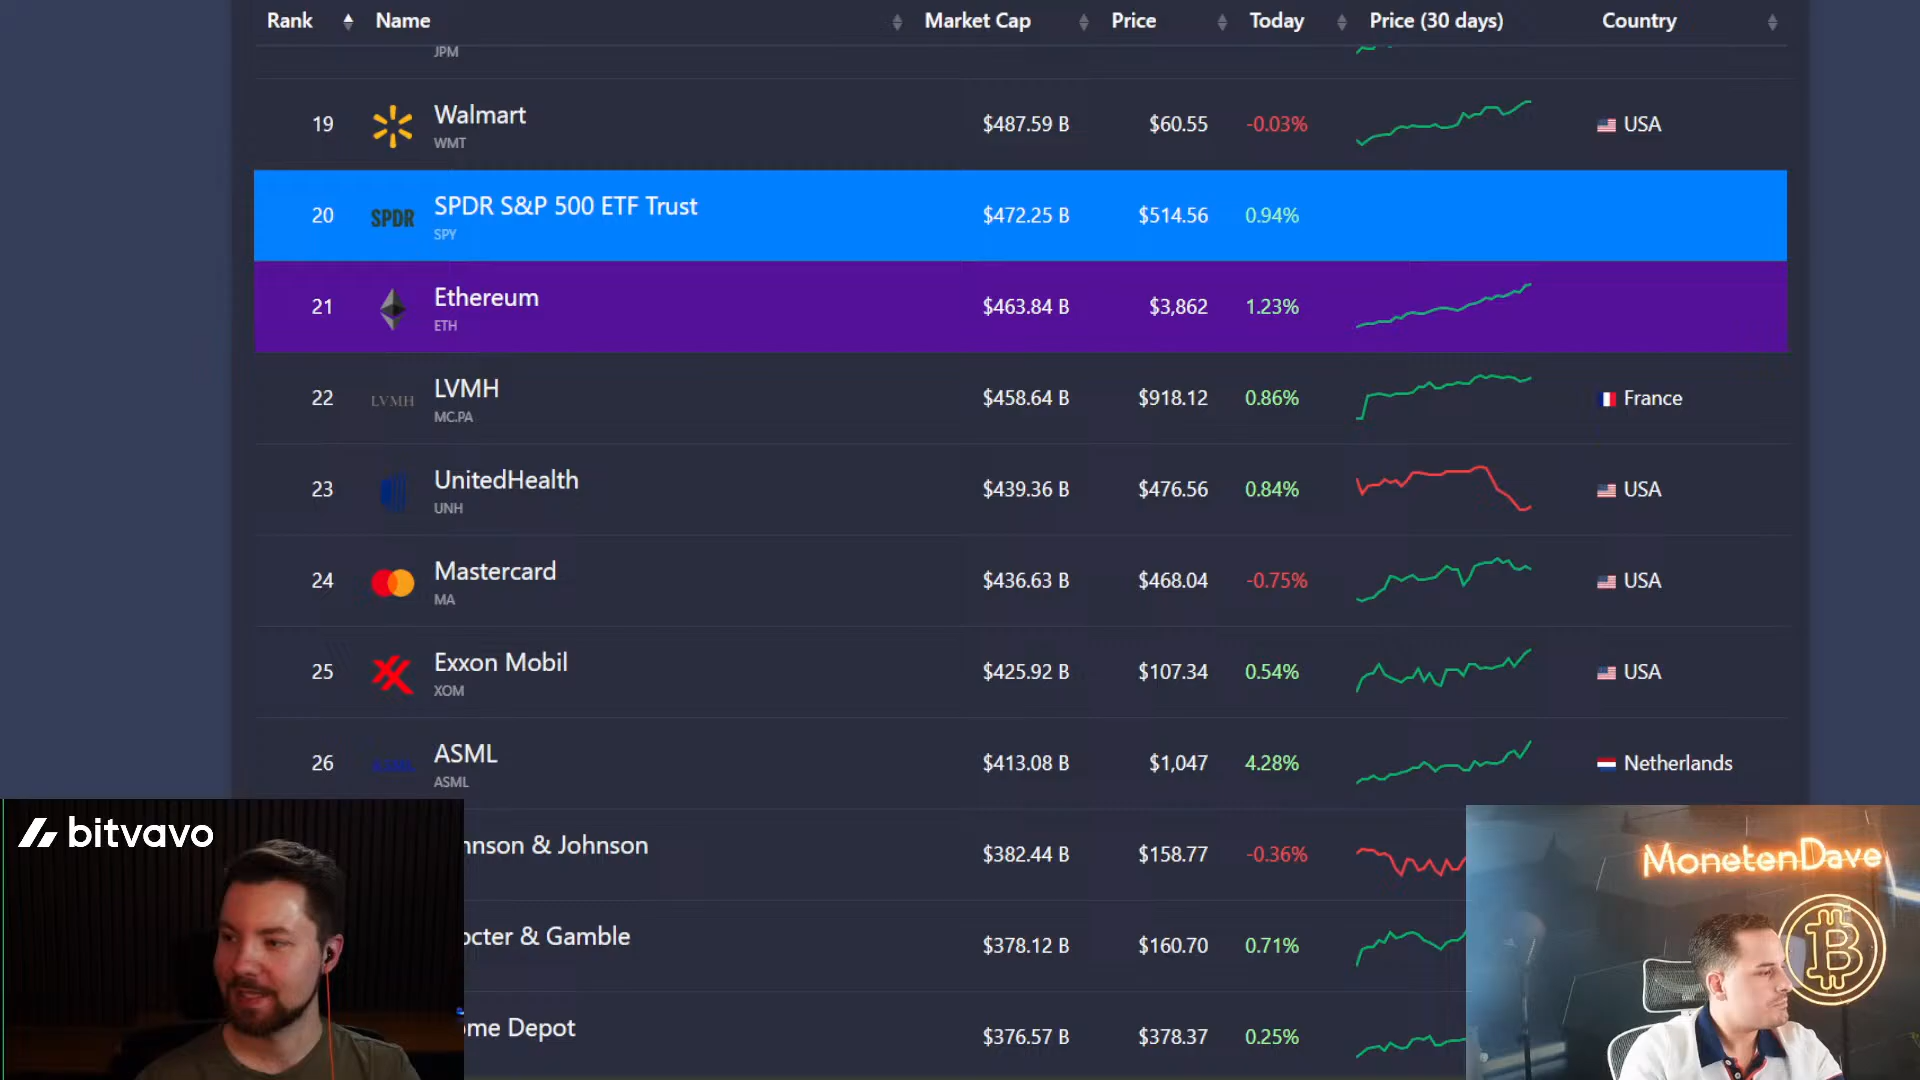 Rank Name Market Cap Price Today Price (30 days) Country
JPM
19 Walmart $487.59 B $60.55 -0.03% USA
WMT
20 SPDR SPDR S&P 500 ETF Trust $472.25 B $514.56 0.94%
SPY
21 Ethereum $463.84 B $3,862 1.23%
ETH
22 LVMH LVMH $458.64 B $918.12 0.86% France
MC.PA
23 UnitedHealth $439.36 B $476.56 0.84% USA
UNH
24 Mastercard $436.63 B $468.04 -0.75% USA
MA
25 Exxon Mobil $425.92 B $107.34 0.54% USA
XOM
26 ASML ASML $413.08 B $1,047 4.28% Netherlands
ASML
hnson & Johnson $382.44 B $158.77 -0.36%
octer & Gamble $378.12 B $160.70 0.71%
ome Depot $376.57 B $378.37 0.25%
bitvavo
MonetenDave